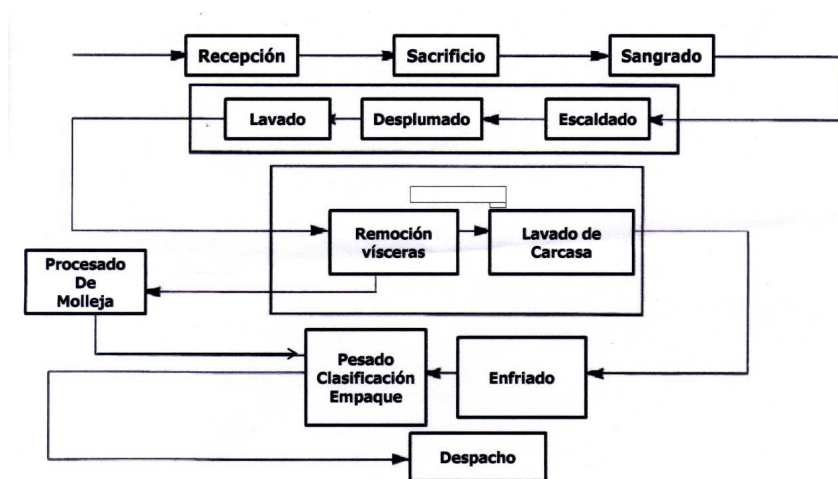 Recepción
Sacrificio
Sangrado
Lavado
Desplumado
Escaldado
Remoción
vísceras
Lavado de
Carcasa
Procesado
De
Molleja
Pesado
Clasificación
Empaque
Enfriado
Despacho